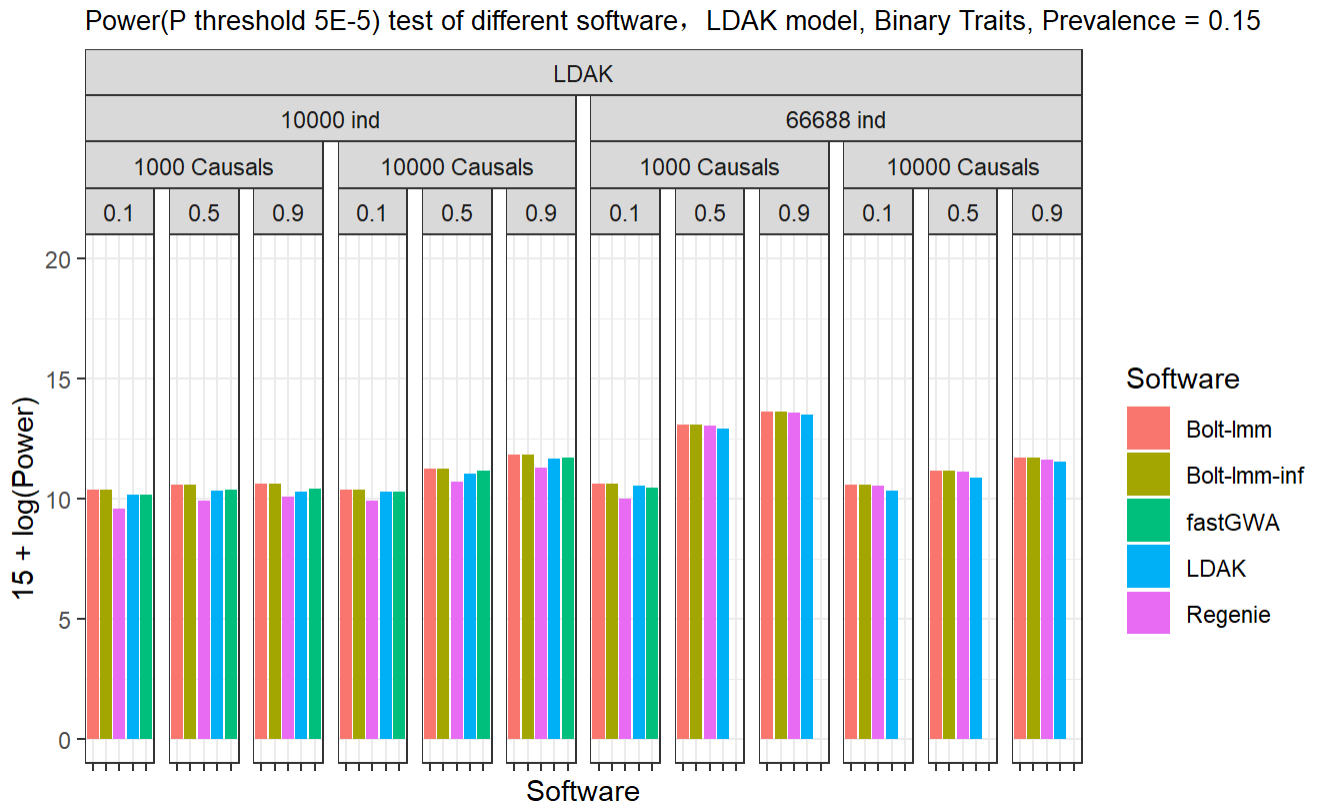 Power(P threshold 5E-5) test of different software，LDAK model, Binary Traits, Prevalence = 0.15
LDAK
10000 ind 66688 ind
1000 Causals 10000 Causals 1000 Causals 10000 Causals
0.1 0.5 0.9 0.1 0.5 0.9 0.1 0.5 0.9 0.1 0.5 0.9
20
15
10
5
0
15 + log(Power)
Software
Software
Bolt-lmm
Bolt-lmm-inf
fastGWA
LDAK
Regenie